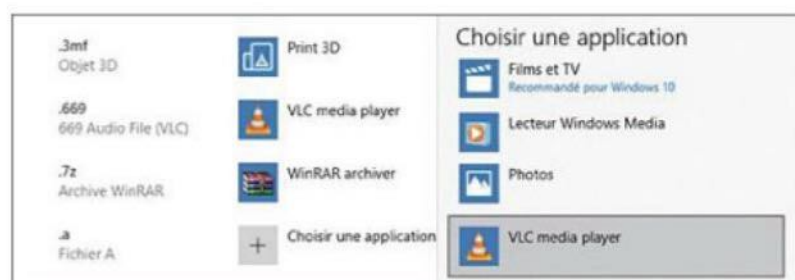 .3mf
Objet 3D
Print 3D
.669
669 Audio File (VLC)
VLC media player
.7z
Archive WinRAR
WinRAR archiver
.a
Fichier A
Choisir une application
Choisir une application
Films et TV
Recommandé pour Windows 10
Lecteur Windows Media
Photos
VLC media player